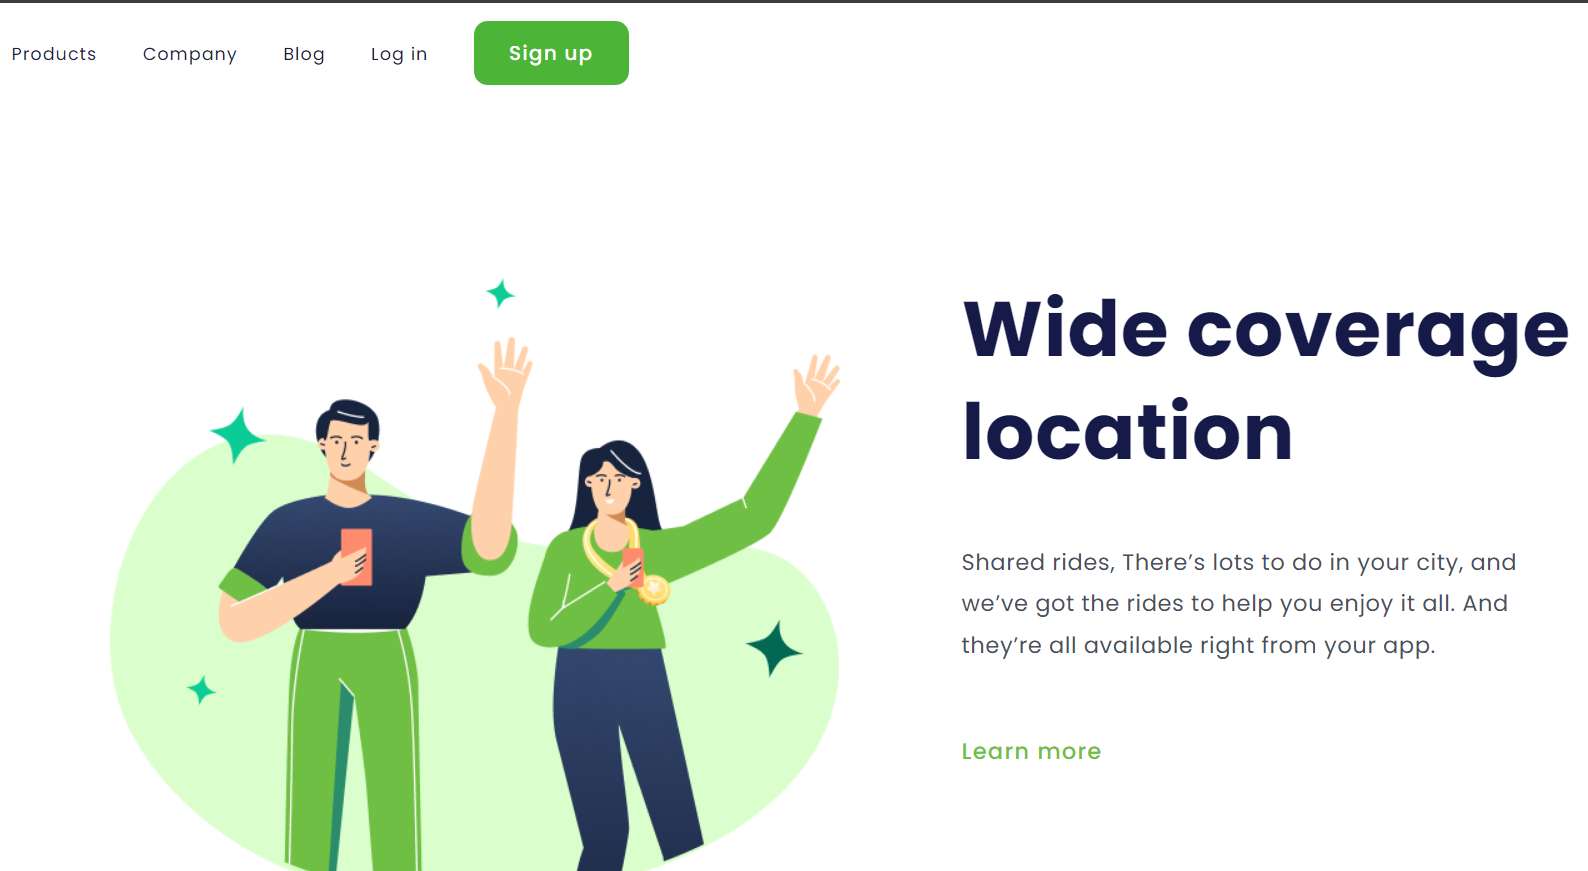 Products Company Blog Log in Sign up
Wide coverage
location
Shared rides, There’s lots to do in your city, and
we’ve got the rides to help you enjoy it all. And
they’re all available right from your app.
Learn more